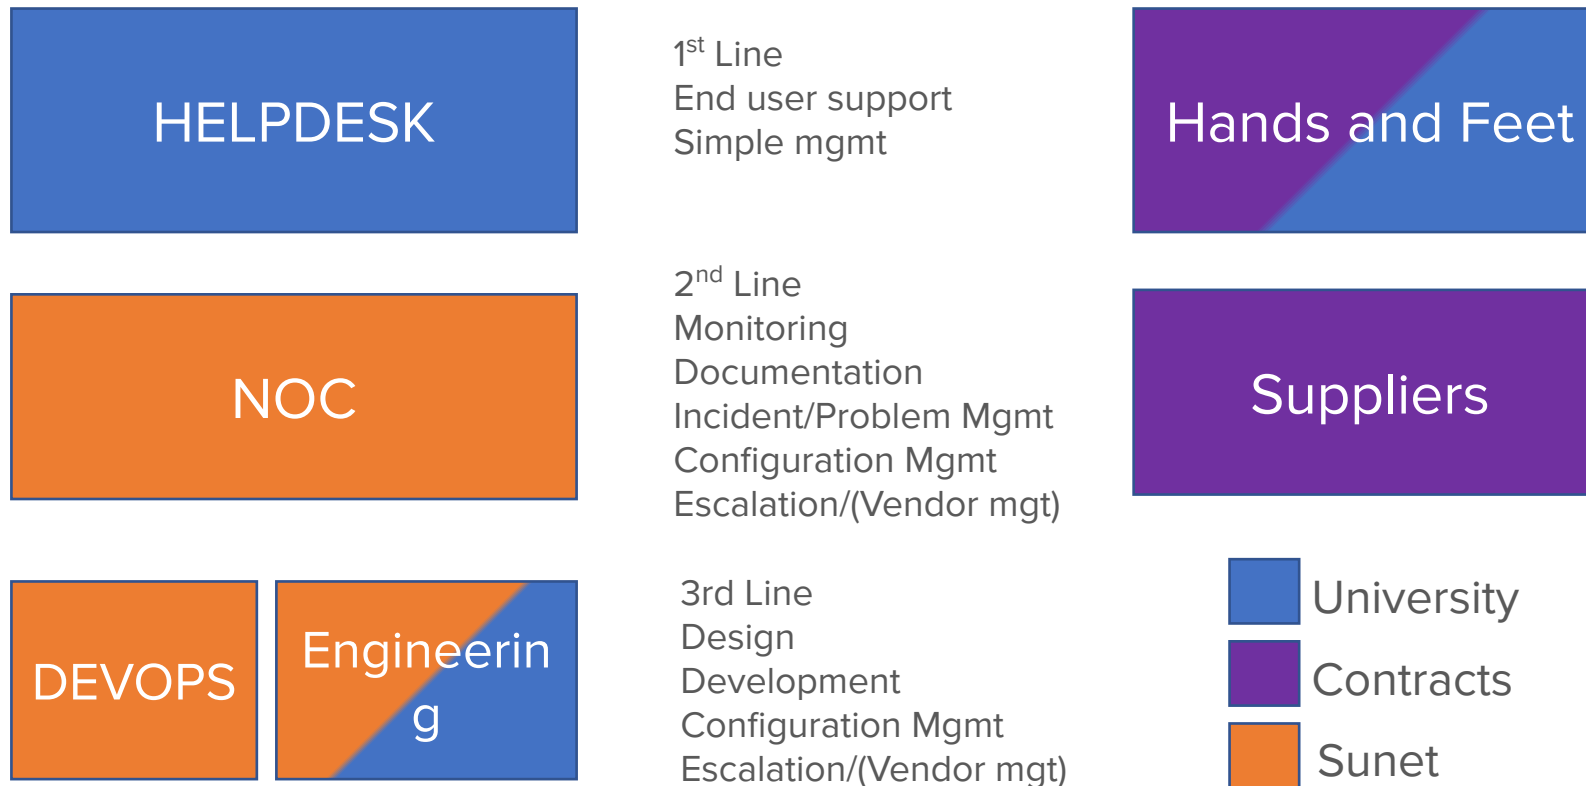 HELPDESK
1st Line
End user support
Simple mgmt
Hands and Feet
NOC
2nd Line
Monitoring
Documentation
Incident/Problem Mgmt
Configuration Mgmt
Escalation/(Vendor mgt)
Suppliers
DEVOPS
Engineerin
g
3rd Line
Design
Development
Configuration Mgmt
Escalation/(Vendor mgt)
University
Contracts
Sunet